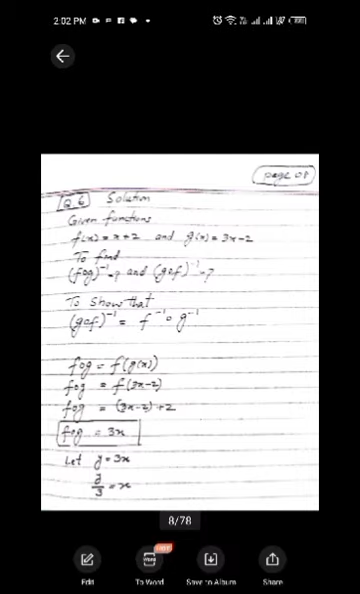 2:02 PM
page 08
Q.6 Solution
Given functions
f(x) = x+2 and g(x) = 3x-2
To find
(fog)⁻¹=? and (gof)⁻¹=?
To Show that
(gof)⁻¹ = f⁻¹o g⁻¹
fog = f(g(x))
fog = f(3x-2)
fog = (3x-2)+2
fog = 3x
Let y = 3x
y/3 = x
8/78
Edit To Word Save to Album Share